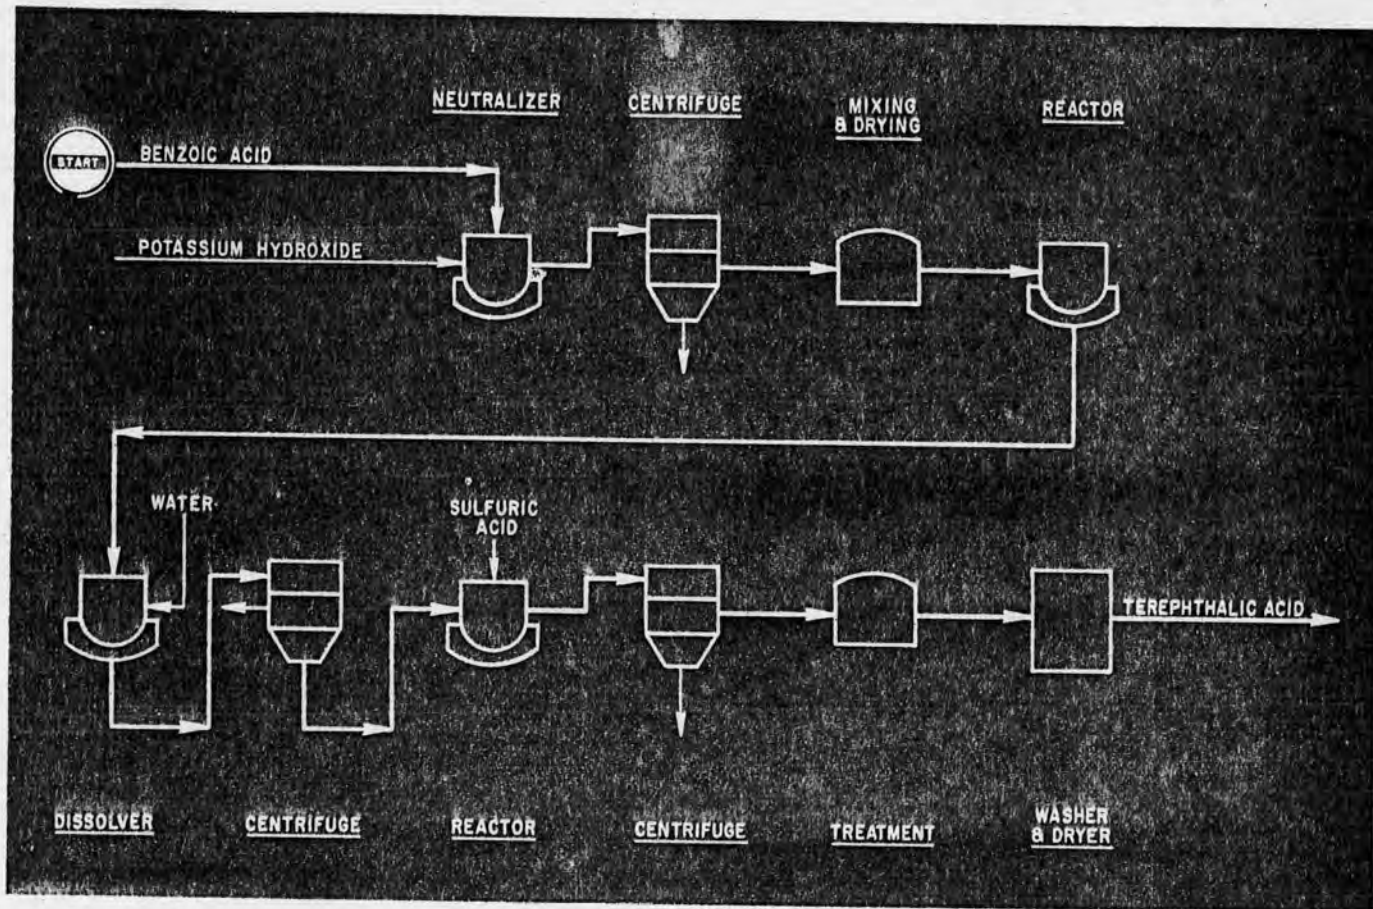 NEUTRALIZER
CENTRIFUGE
MIXING
& DRYING
REACTOR
START
BENZOIC ACID
POTASSIUM HYDROXIDE
WATER
SULFURIC
ACID
TEREPHTHALIC ACID
DISSOLVER
CENTRIFUGE
REACTOR
CENTRIFUGE
TREATMENT
WASHER
& DRYER